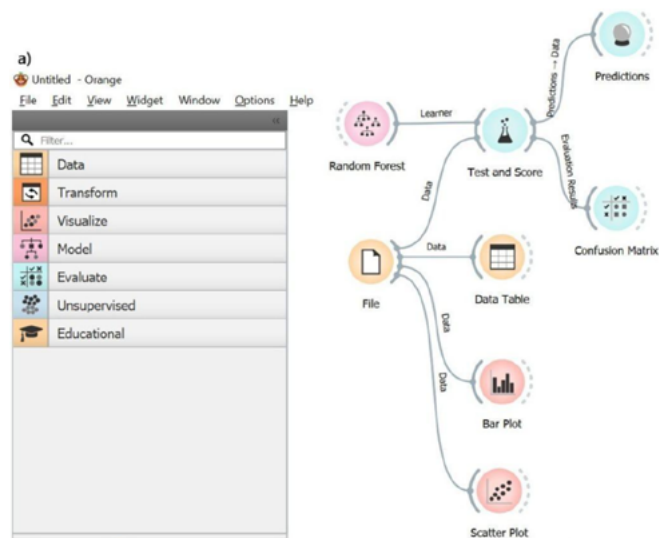 a)
Untitled - Orange
File Edit View Widget Window Options Help
Filter...
Data
Transform
Visualize
Model
Evaluate
Unsupervised
Educational
Predictions → Data
Predictions
Learner
Random Forest
Test and Score
Evaluation Results
Confusion Matrix
Data
Data
File
Data Table
Data
Data
Bar Plot
Scatter Plot